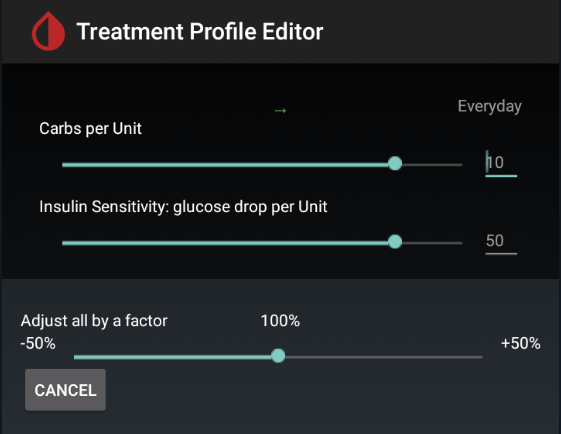 Treatment Profile Editor
→ Everyday
Carbs per Unit
10
Insulin Sensitivity: glucose drop per Unit
50
Adjust all by a factor 100%
-50% +50%
CANCEL